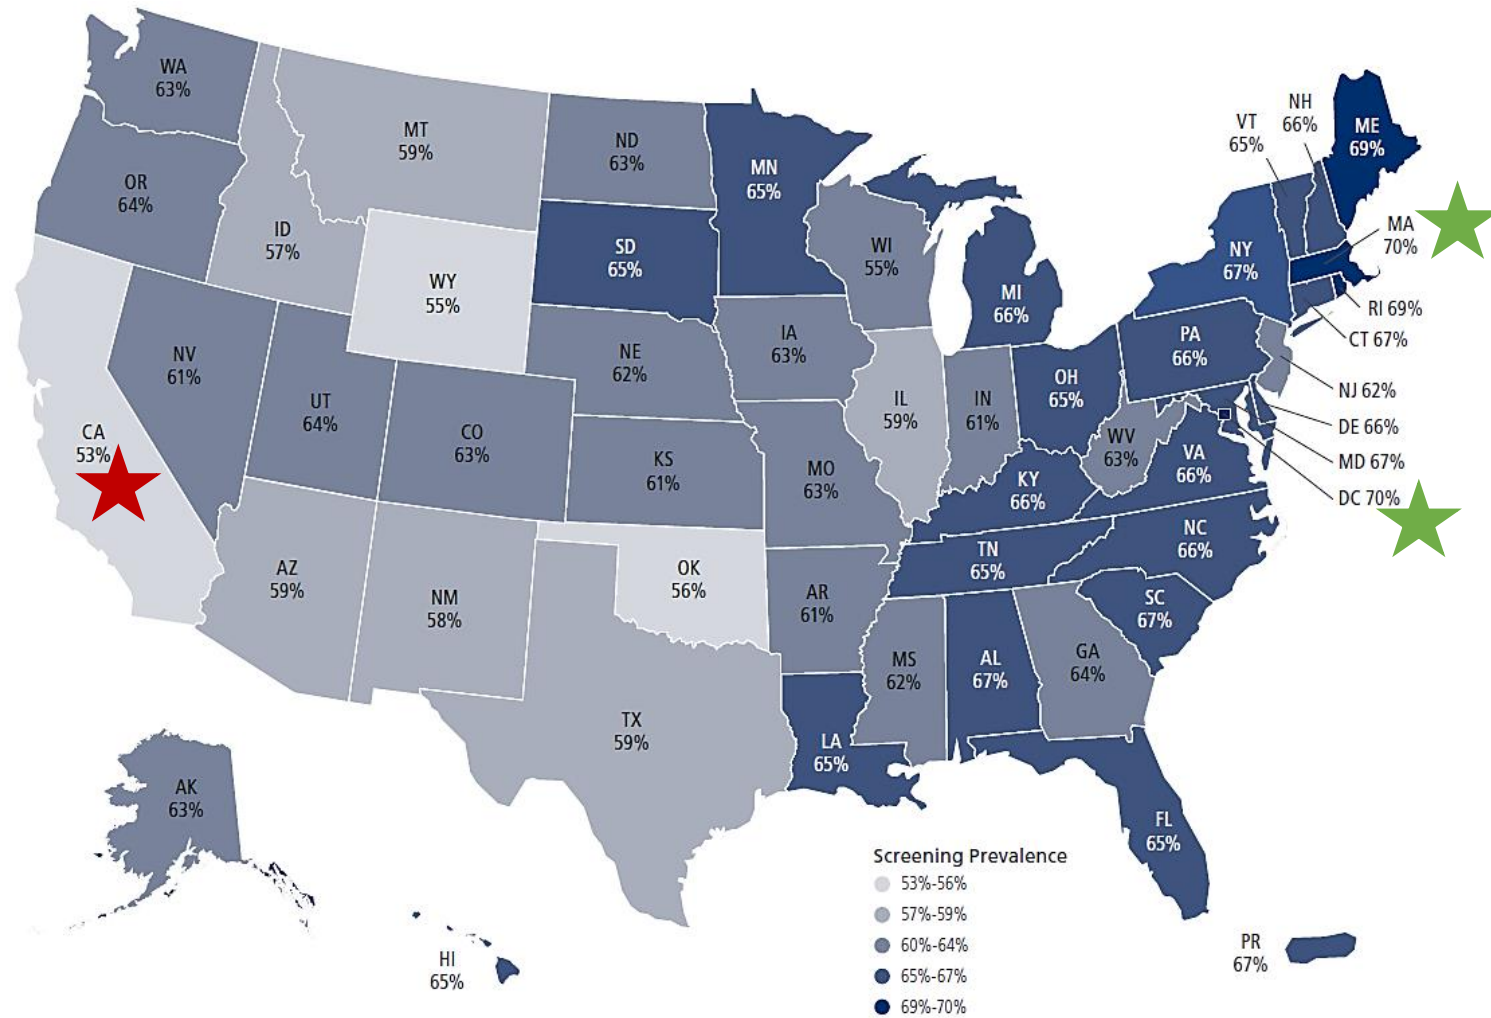 WA
63%
OR
64%
CA
53%
NV
61%
ID
57%
MT
59%
WY
55%
UT
64%
CO
63%
AZ
59%
NM
58%
ND
63%
SD
65%
NE
62%
KS
61%
OK
56%
TX
59%
MN
65%
IA
63%
MO
63%
AR
61%
LA
65%
WI
55%
IL
59%
MI
66%
IN
61%
OH
65%
KY
66%
TN
65%
MS
62%
AL
67%
GA
64%
FL
65%
SC
67%
NC
66%
VA
66%
WV
63%
PA
66%
NY
67%
VT
65%
NH
66%
ME
69%
MA
70%
RI 69%
CT 67%
NJ 62%
DE 66%
MD 67%
DC 70%
AK
63%
HI
65%
PR
67%
Screening Prevalence
53%-56%
57%-59%
60%-64%
65%-67%
69%-70%